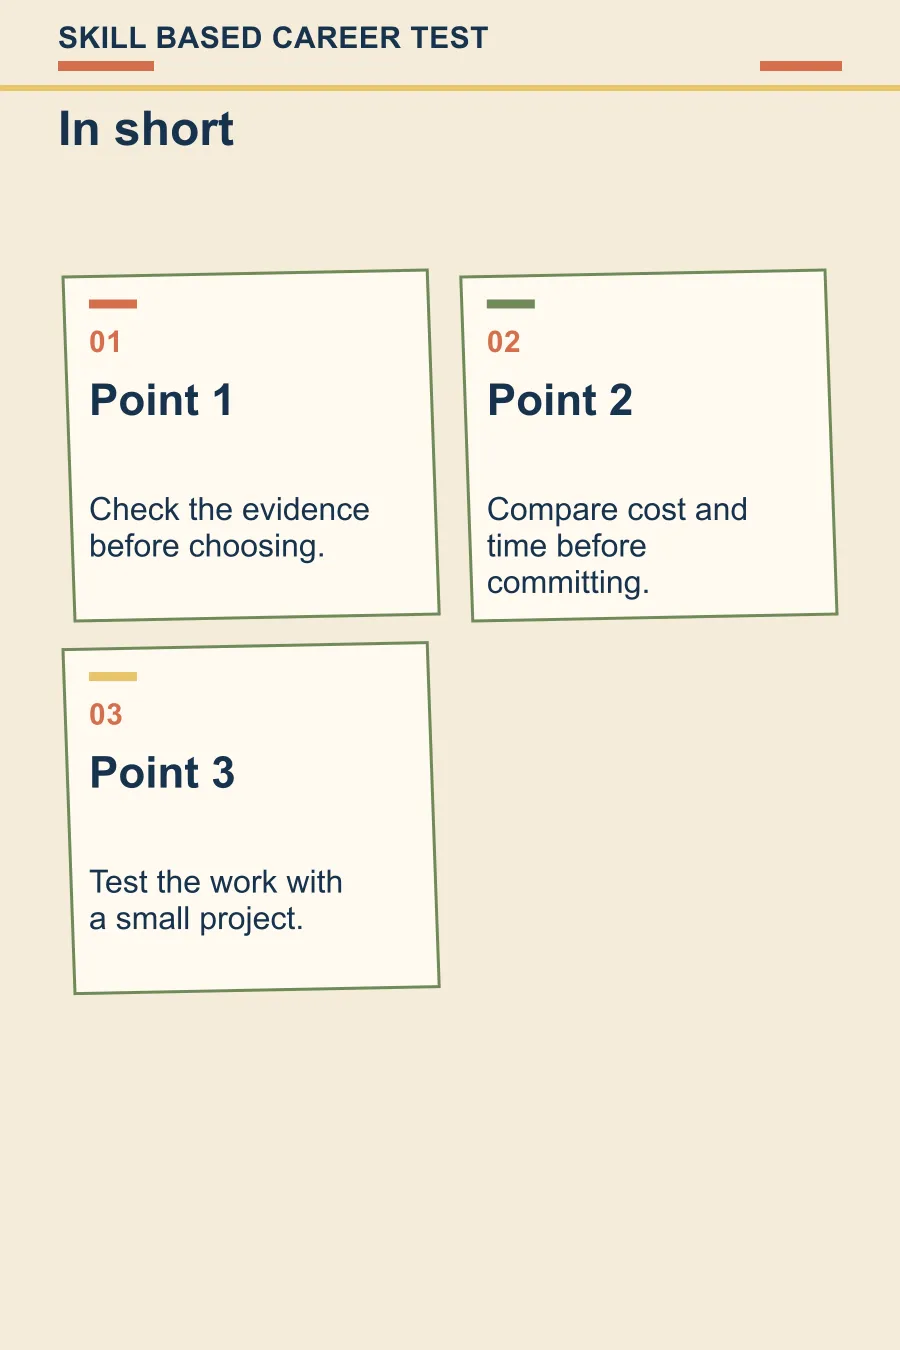 SKILL BASED CAREER TEST
In short
01
Point 1
Check the evidence
before choosing.
02
Point 2
Compare cost and
time before
committing.
03
Point 3
Test the work with
a small project.